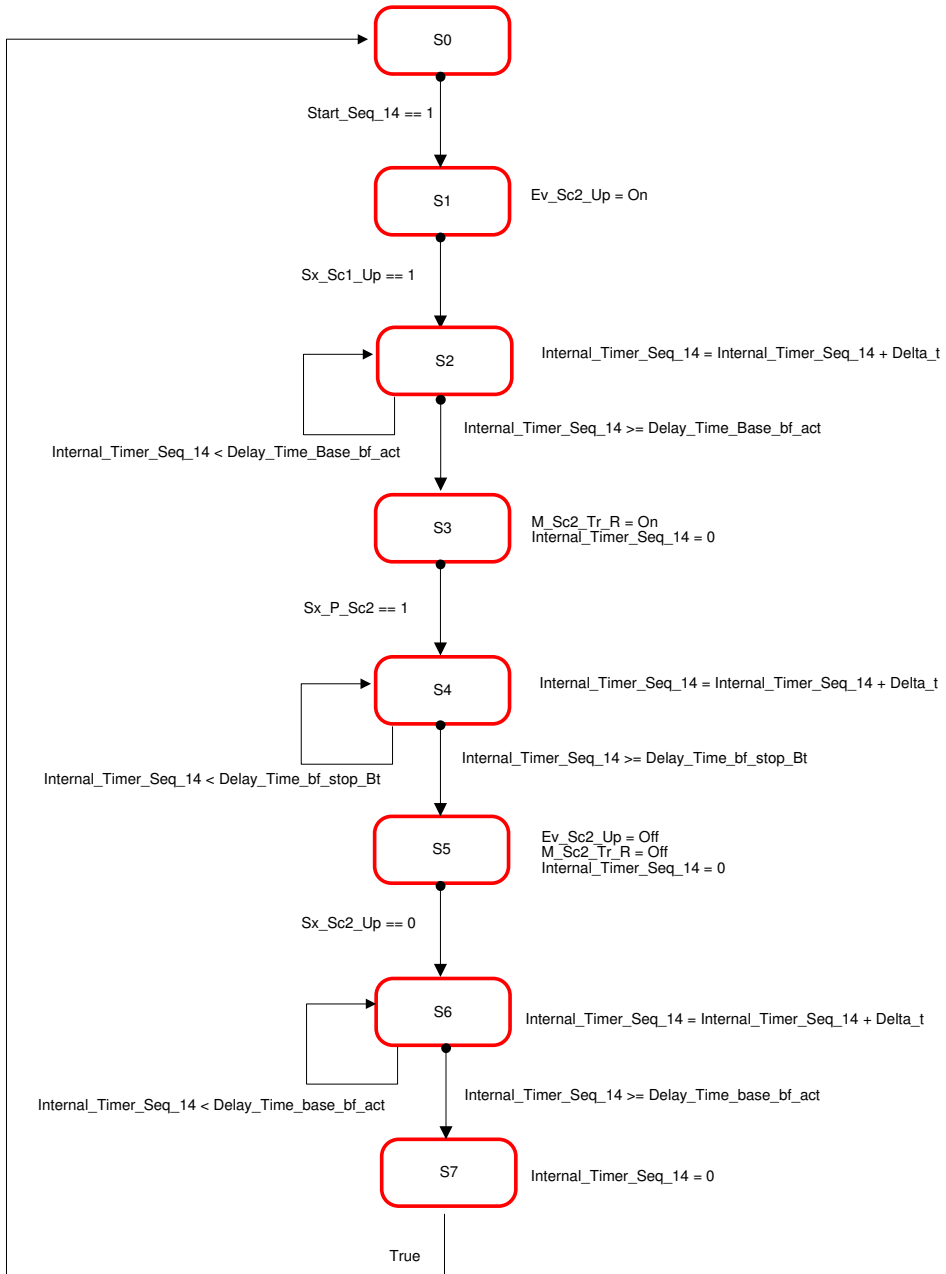 S0
Start_Seq_14 == 1
S1
Ev_Sc2_Up = On
Sx_Sc1_Up == 1
S2
Internal_Timer_Seq_14 = Internal_Timer_Seq_14 + Delta_t
Internal_Timer_Seq_14 < Delay_Time_Base_bf_act
Internal_Timer_Seq_14 >= Delay_Time_Base_bf_act
S3
M_Sc2_Tr_R = On
Internal_Timer_Seq_14 = 0
Sx_P_Sc2 == 1
S4
Internal_Timer_Seq_14 = Internal_Timer_Seq_14 + Delta_t
Internal_Timer_Seq_14 < Delay_Time_bf_stop_Bt
Internal_Timer_Seq_14 >= Delay_Time_bf_stop_Bt
S5
Ev_Sc2_Up = Off
M_Sc2_Tr_R = Off
Internal_Timer_Seq_14 = 0
Sx_Sc2_Up == 0
S6
Internal_Timer_Seq_14 = Internal_Timer_Seq_14 + Delta_t
Internal_Timer_Seq_14 < Delay_Time_base_bf_act
Internal_Timer_Seq_14 >= Delay_Time_base_bf_act
S7
Internal_Timer_Seq_14 = 0
True